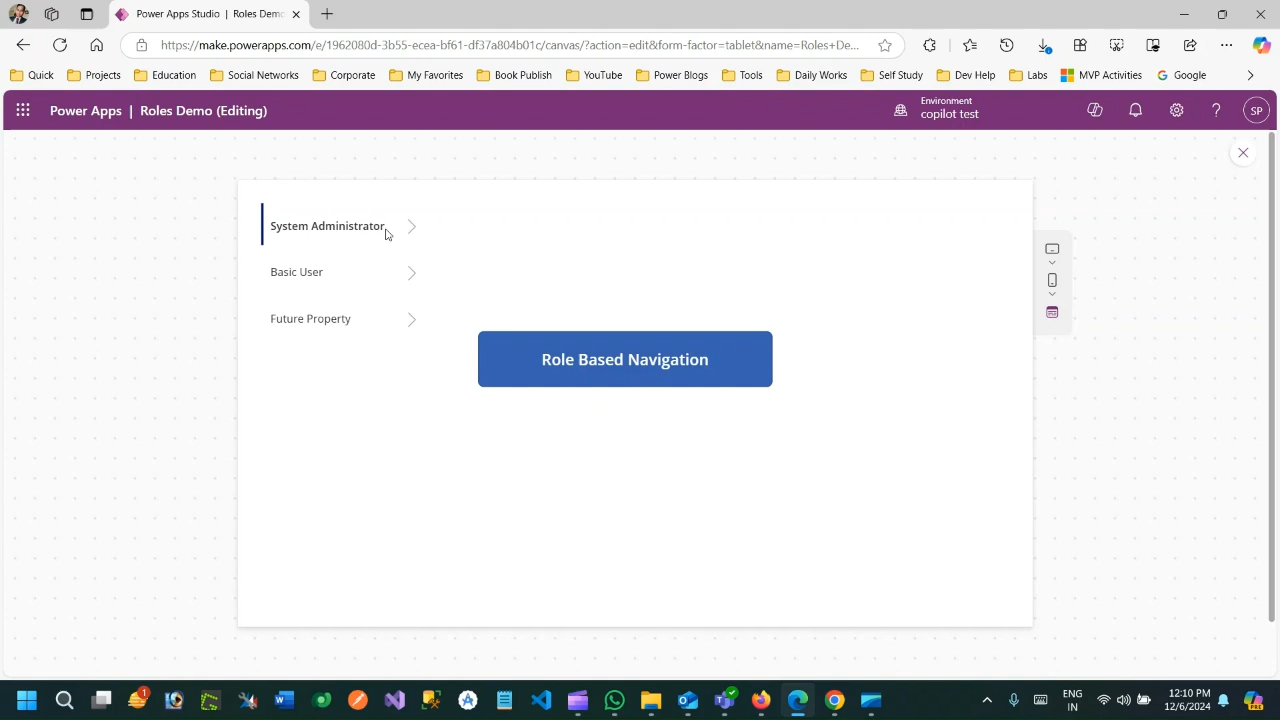 Power Apps Studio | Roles Demo
https://make.powerapps.com/e/1962080d-3b55-ecea-bf61-df37a804b01c/canvas/?action=edit&form-factor=tablet&name=Roles+De...
Quick Projects Education Social Networks Corporate My Favorites Book Publish YouTube Power Blogs Tools Daily Works Self Study Dev Help Labs MVP Activities Google
Power Apps | Roles Demo (Editing)
Environment
copilot test
SP
System Administrator
Basic User
Future Property
Role Based Navigation
1
ENG
IN
12:10 PM
12/6/2024